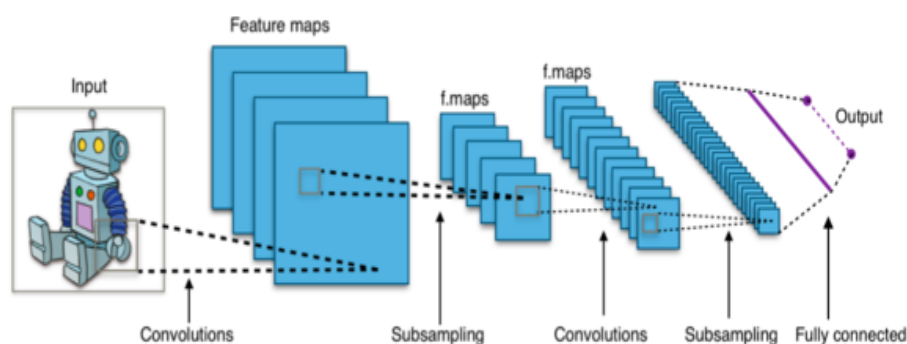 Feature maps
Input
f.maps
f.maps
Output
Convolutions
Subsampling
Convolutions
Subsampling
Fully connected